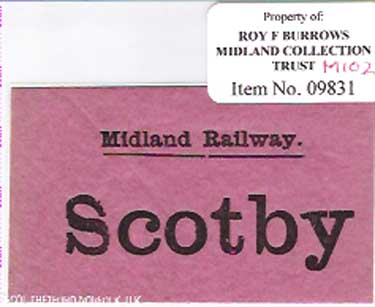 Property of:
ROY F BURROWS
MIDLAND COLLECTION
TRUST M102
Item No. 09831
Midland Railway.
Scotby